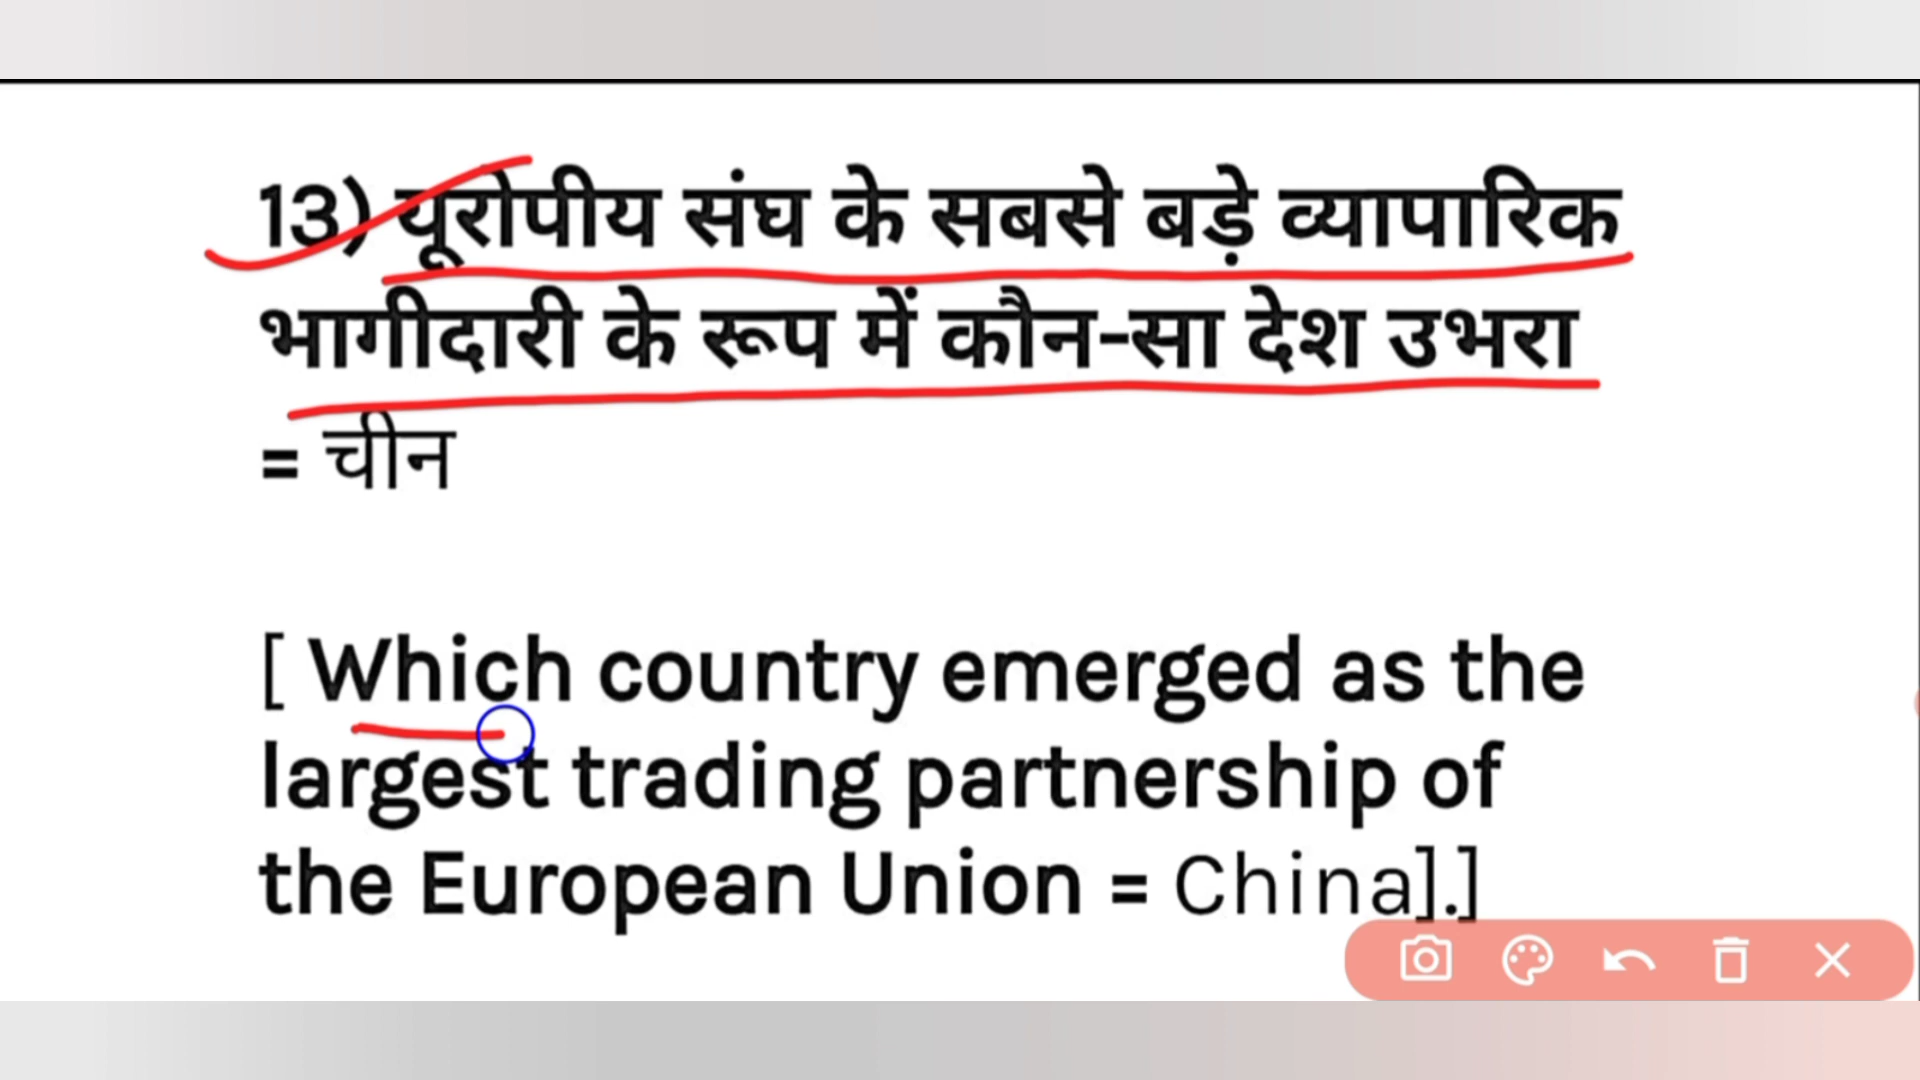 13) यूरोपीय संघ के सबसे बड़े व्यापारिक
भागीदारी के रूप में कौन-सा देश उभरा
= चीन
[ Which country emerged as the
largest trading partnership of
the European Union = China].]